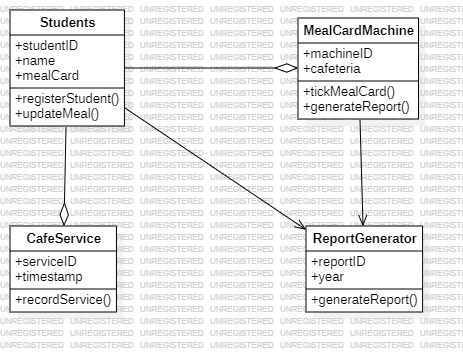 Students
+studentID
+name
+mealCard
+registerStudent()
+updateMeal()
MealCardMachine
+machineID
+cafeteria
+tickMealCard()
+generateReport()
CafeService
+serviceID
+timestamp
+recordService()
ReportGenerator
+reportID
+year
+generateReport()
UNREGISTERED